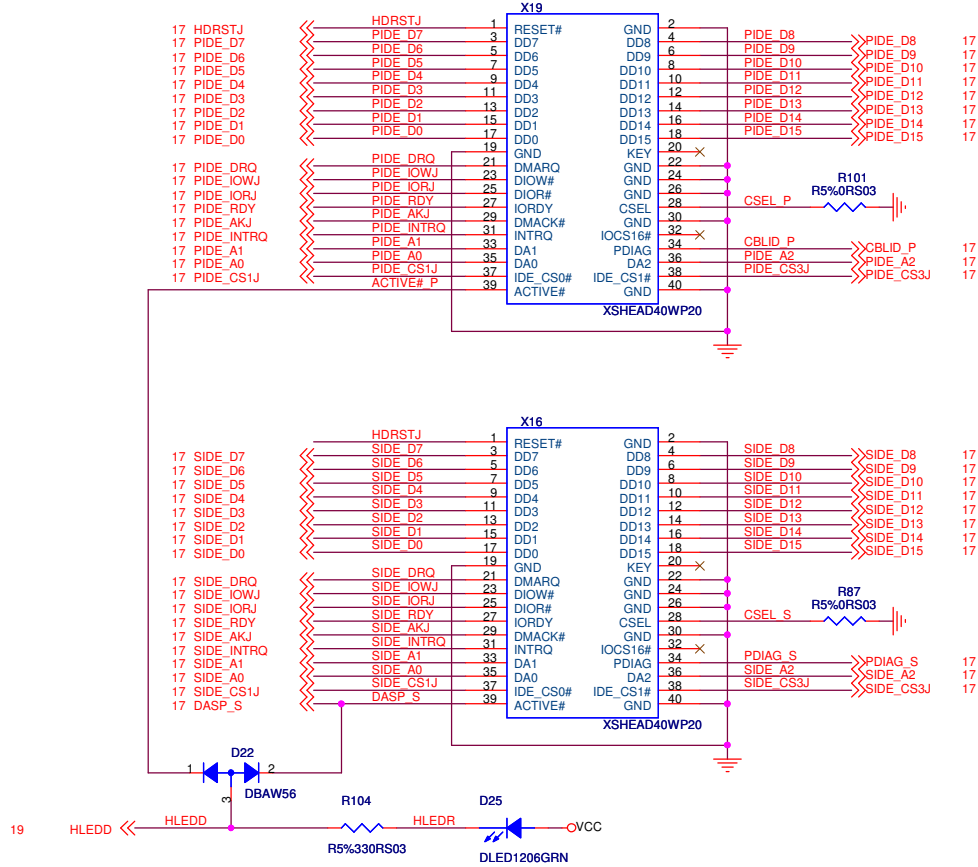 X19
17 HDRSTJ HDRSTJ 1 RESET# GND 2
17 PIDE_D7 PIDE_D7 3 DD7 DD8 4 PIDE_D8 PIDE_D8 17
17 PIDE_D6 PIDE_D6 5 DD6 DD9 6 PIDE_D9 PIDE_D9 17
17 PIDE_D5 PIDE_D5 7 DD5 DD10 8 PIDE_D10 PIDE_D10 17
17 PIDE_D4 PIDE_D4 9 DD4 DD11 10 PIDE_D11 PIDE_D11 17
17 PIDE_D3 PIDE_D3 11 DD3 DD12 12 PIDE_D12 PIDE_D12 17
17 PIDE_D2 PIDE_D2 13 DD2 DD13 14 PIDE_D13 PIDE_D13 17
17 PIDE_D1 PIDE_D1 15 DD1 DD14 16 PIDE_D14 PIDE_D14 17
17 PIDE_D0 PIDE_D0 17 DD0 DD15 18 PIDE_D15 PIDE_D15 17
19 GND KEY 20
17 PIDE_DRQ PIDE_DRQ 21 DMARQ GND 22
17 PIDE_IOWJ PIDE_IOWJ 23 DIOW# GND 24
R101
17 PIDE_IORJ PIDE_IORJ 25 DIOR# GND 26 R5%0RS03
17 PIDE_RDY PIDE_RDY 27 IORDY CSEL 28 CSEL_P
17 PIDE_AKJ PIDE_AKJ 29 DMACK# GND 30
17 PIDE_INTRQ PIDE_INTRQ 31 INTRQ IOCS16# 32
17 PIDE_A1 PIDE_A1 33 DA1 PDIAG 34 CBLID_P CBLID_P 17
17 PIDE_A0 PIDE_A0 35 DA0 DA2 36 PIDE_A2 PIDE_A2 17
17 PIDE_CS1J PIDE_CS1J 37 IDE_CS0# IDE_CS1# 38 PIDE_CS3J PIDE_CS3J 17
ACTIVE#_P 39 ACTIVE# GND 40
XSHEAD40WP20
X16
HDRSTJ 1 RESET# GND 2
17 SIDE_D7 SIDE_D7 3 DD7 DD8 4 SIDE_D8 SIDE_D8 17
17 SIDE_D6 SIDE_D6 5 DD6 DD9 6 SIDE_D9 SIDE_D9 17
17 SIDE_D5 SIDE_D5 7 DD5 DD10 8 SIDE_D10 SIDE_D10 17
17 SIDE_D4 SIDE_D4 9 DD4 DD11 10 SIDE_D11 SIDE_D11 17
17 SIDE_D3 SIDE_D3 11 DD3 DD12 12 SIDE_D12 SIDE_D12 17
17 SIDE_D2 SIDE_D2 13 DD2 DD13 14 SIDE_D13 SIDE_D13 17
17 SIDE_D1 SIDE_D1 15 DD1 DD14 16 SIDE_D14 SIDE_D14 17
17 SIDE_D0 SIDE_D0 17 DD0 DD15 18 SIDE_D15 SIDE_D15 17
19 GND KEY 20
17 SIDE_DRQ SIDE_DRQ 21 DMARQ GND 22
17 SIDE_IOWJ SIDE_IOWJ 23 DIOW# GND 24
R87
17 SIDE_IORJ SIDE_IORJ 25 DIOR# GND 26 R5%0RS03
17 SIDE_RDY SIDE_RDY 27 IORDY CSEL 28 CSEL_S
17 SIDE_AKJ SIDE_AKJ 29 DMACK# GND 30
17 SIDE_INTRQ SIDE_INTRQ 31 INTRQ IOCS16# 32
17 SIDE_A1 SIDE_A1 33 DA1 PDIAG 34 PDIAG_S PDIAG_S 17
17 SIDE_A0 SIDE_A0 35 DA0 DA2 36 SIDE_A2 SIDE_A2 17
17 SIDE_CS1J SIDE_CS1J 37 IDE_CS0# IDE_CS1# 38 SIDE_CS3J SIDE_CS3J 17
17 DASP_S DASP_S 39 ACTIVE# GND 40
XSHEAD40WP20
D22
1 2
DBAW56
3
R104 D25
19 HLEDD HLEDD HLEDR VCC
R5%330RS03
DLED1206GRN